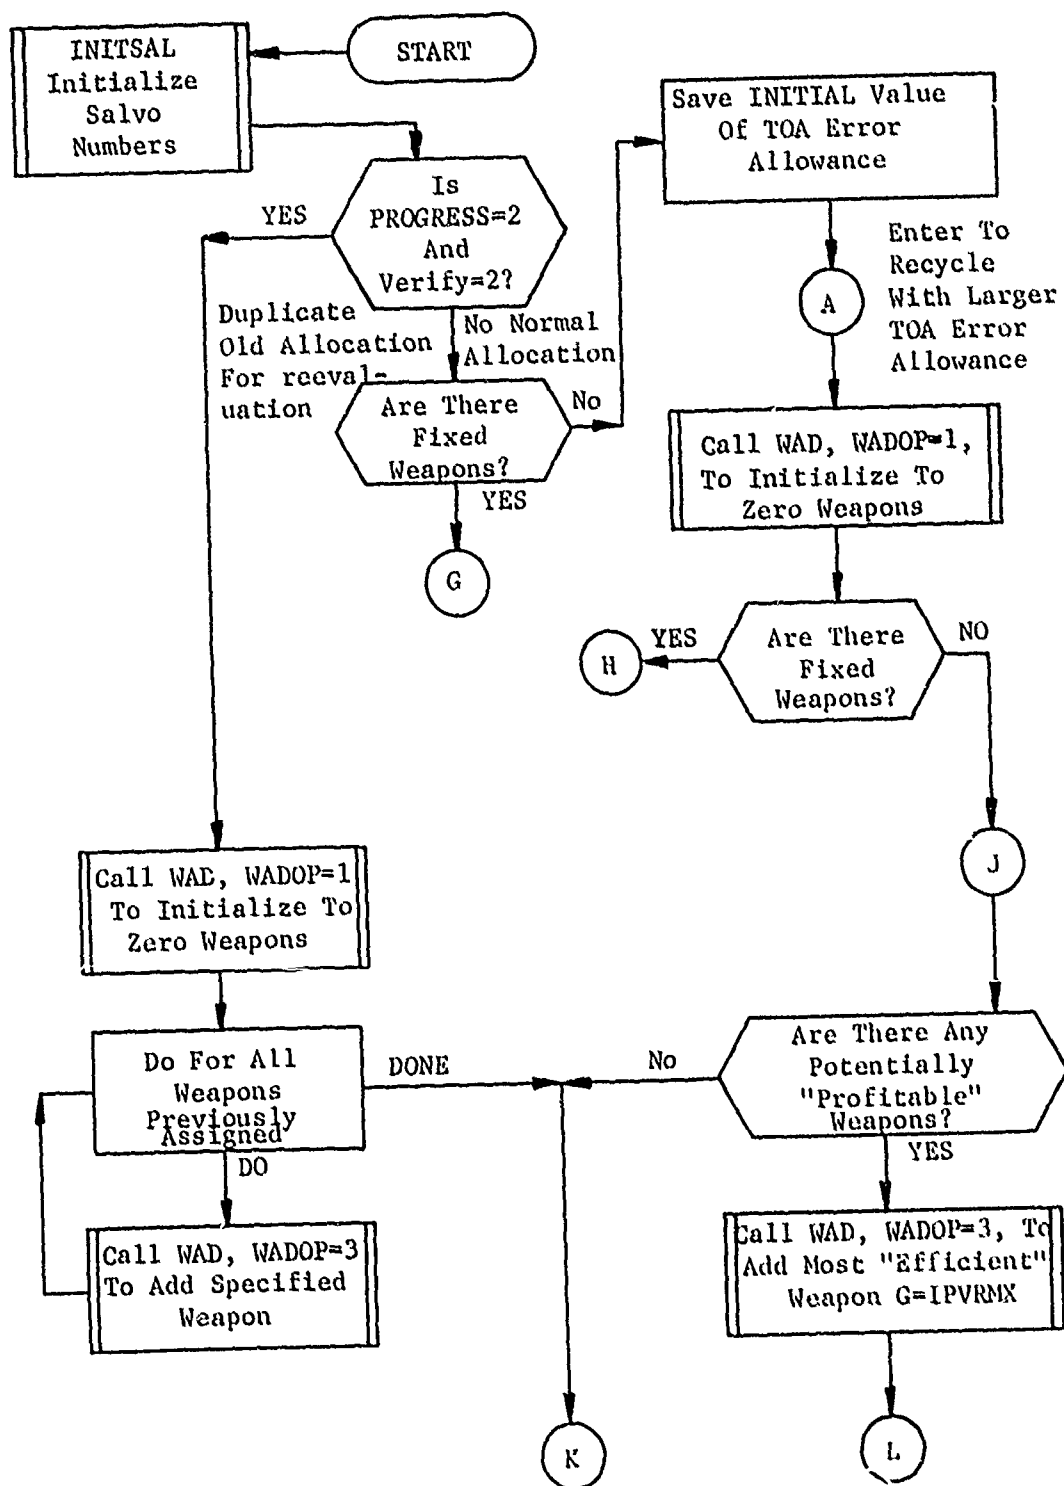 START
INITSAL
Initialize
Salvo
Numbers
Is
PROGRESS=2
And
Verify=2?
YES
Duplicate
Old Allocation
For reeval-
uation
No Normal
Allocation
Are There
Fixed
Weapons?
No
YES
G
Save INITIAL Value
Of TOA Error
Allowance
A
Enter To
Recycle
With Larger
TOA Error
Allowance
Call WAD, WADOP=1,
To Initialize To
Zero Weapons
Are There
Fixed
Weapons?
YES
H
NO
J
Call WAD, WADOP=1
To Initialize To
Zero Weapons
Do For All
Weapons
Previously
Assigned
DONE
DO
Call WAD, WADOP=3
To Add Specified
Weapon
Are There Any
Potentially
"Profitable"
Weapons?
No
YES
Call WAD, WADOP=3, To
Add Most "Efficient"
Weapon G=IPVRMX
K
L